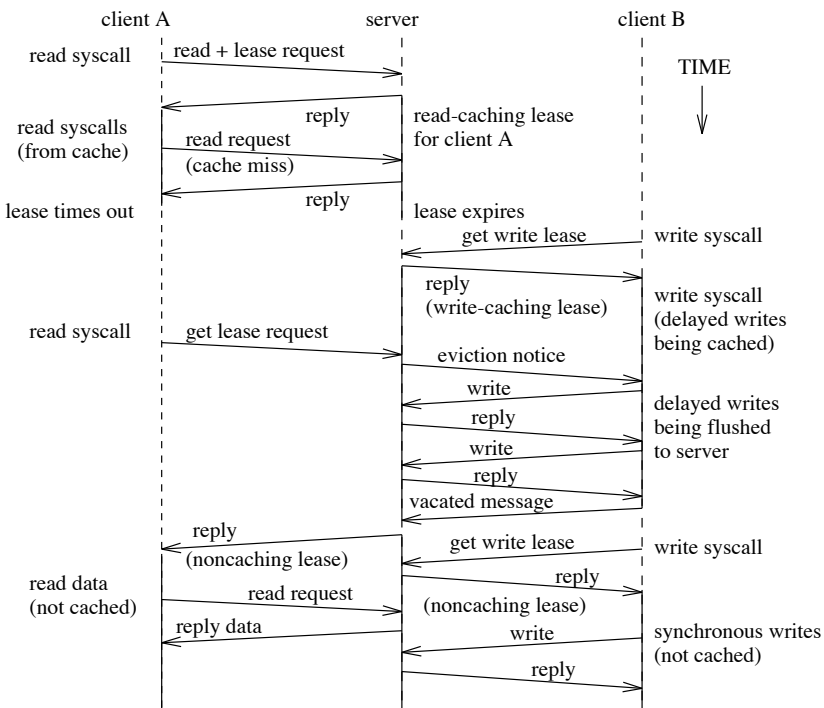 client A server client B
read syscall read + lease request
TIME
reply read-caching lease
read syscalls for client A
(from cache) read request
(cache miss)
reply
lease times out lease expires
get write lease write syscall
reply write syscall
(write-caching lease) (delayed writes
read syscall get lease request being cached)
eviction notice
write delayed writes
reply being flushed
write to server
reply
vacated message
reply get write lease write syscall
(noncaching lease)
read data reply
(not cached) read request (noncaching lease)
reply data write synchronous writes
(not cached)
reply